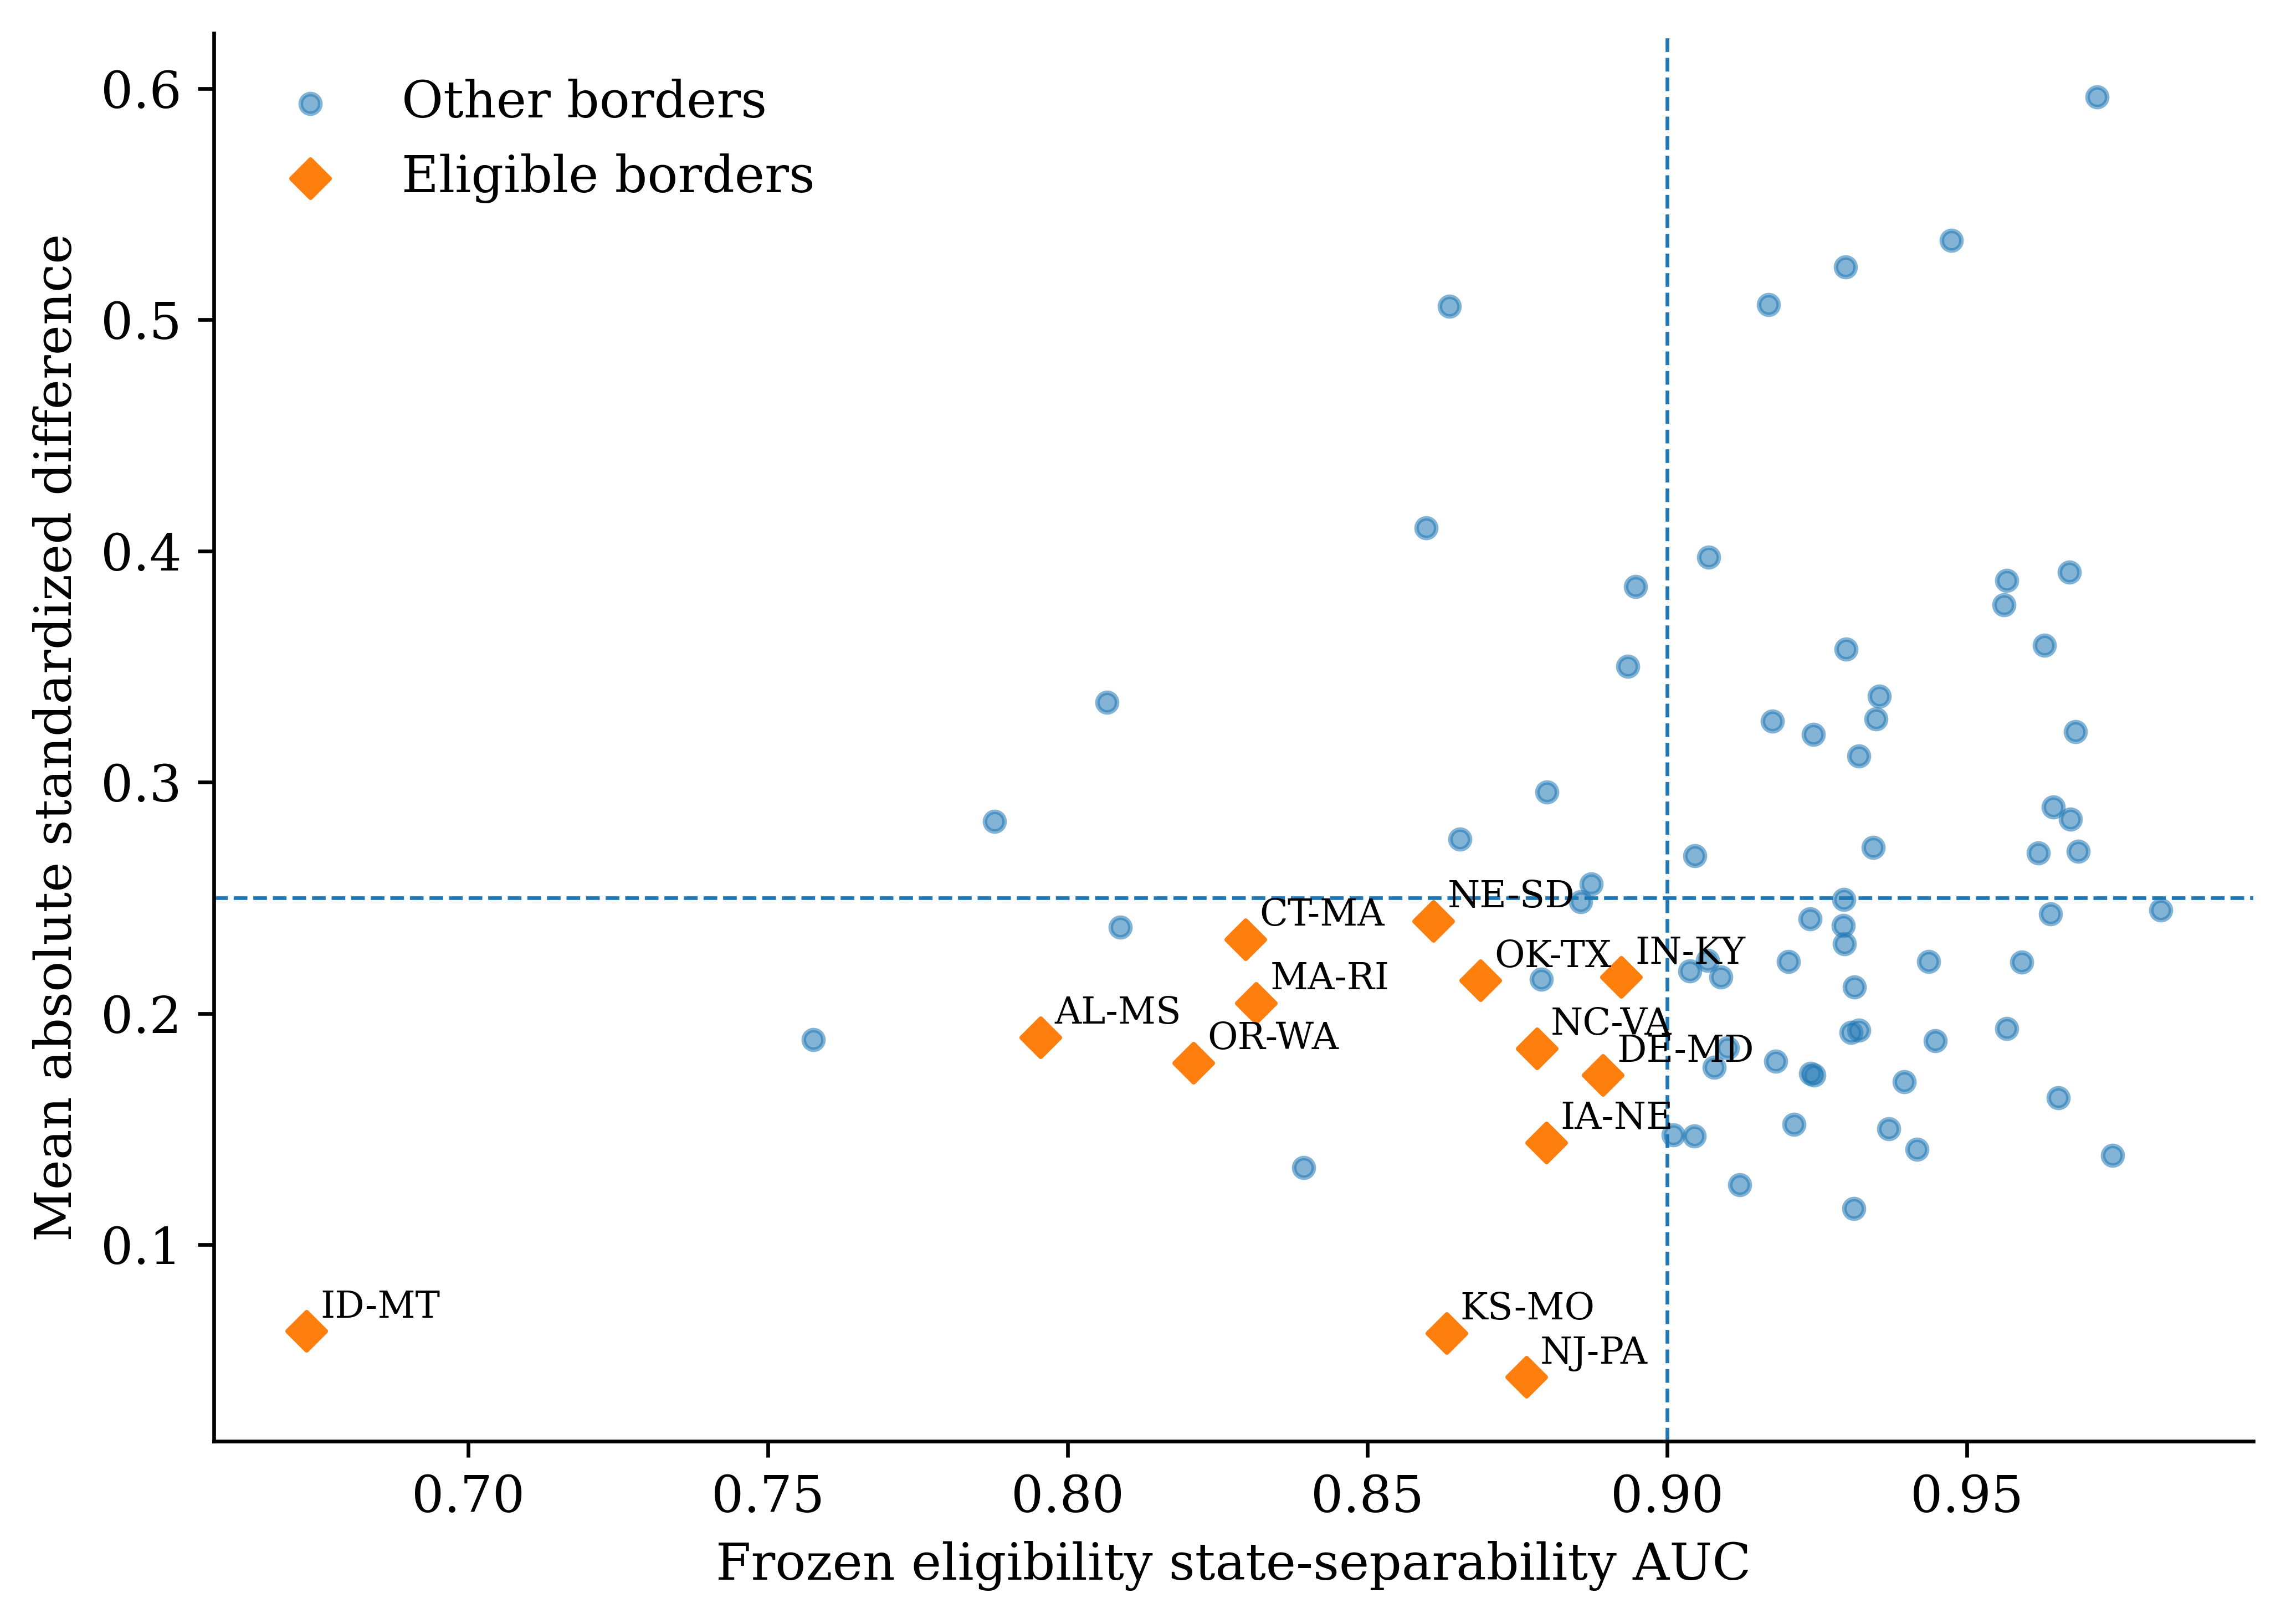 Other borders
Eligible borders
Mean absolute standardized difference
0.6
0.5
0.4
0.3
0.2
0.1
NE-SD
CT-MA
OK-TX
IN-KY
MA-RI
AL-MS
NC-VA
OR-WA
DE-MD
IA-NE
ID-MT
KS-MO
NJ-PA
0.70 0.75 0.80 0.85 0.90 0.95
Frozen eligibility state-separability AUC